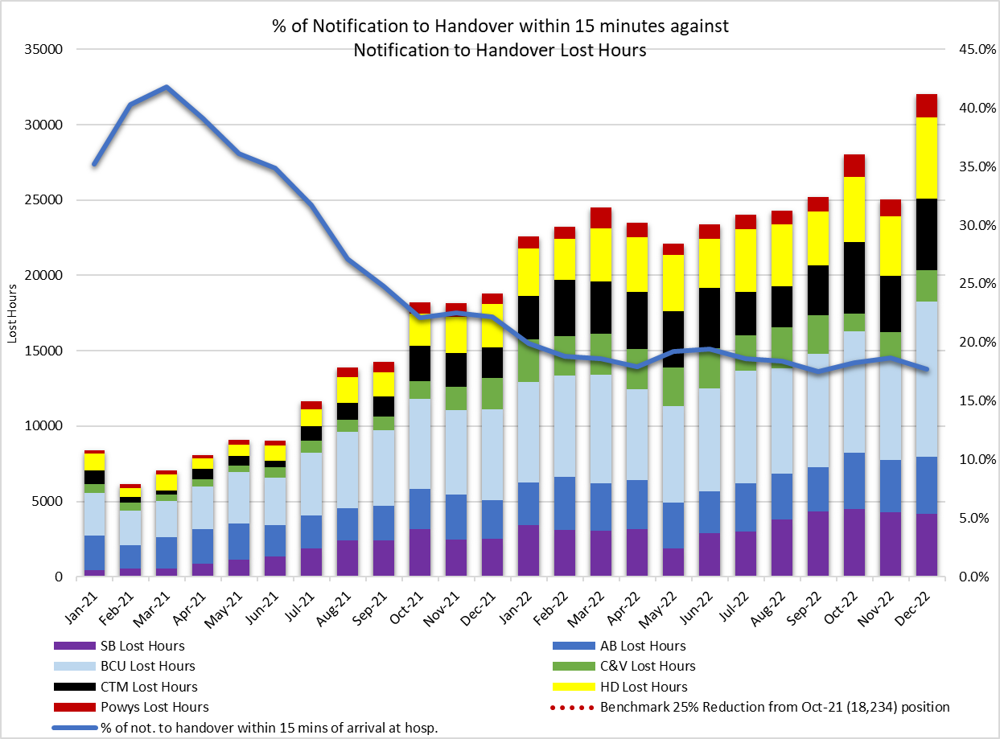 % of Notification to Handover within 15 minutes against
Notification to Handover Lost Hours
35000
30000
25000
20000
15000
10000
5000
0
Lost Hours
45.0%
40.0%
35.0%
30.0%
25.0%
20.0%
15.0%
10.0%
5.0%
0.0%
Jan-21
Feb-21
Mar-21
Apr-21
May-21
Jun-21
Jul-21
Aug-21
Sep-21
Oct-21
Nov-21
Dec-21
Jan-22
Feb-22
Mar-22
Apr-22
May-22
Jun-22
Jul-22
Aug-22
Sep-22
Oct-22
Nov-22
Dec-22
SB Lost Hours
AB Lost Hours
BCU Lost Hours
C&V Lost Hours
CTM Lost Hours
HD Lost Hours
Powys Lost Hours
Benchmark 25% Reduction from Oct-21 (18,234) position
% of not. to handover within 15 mins of arrival at hosp.